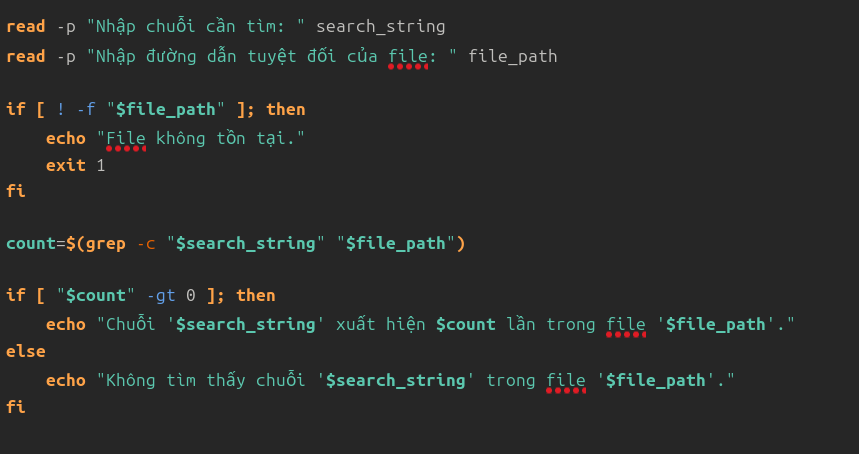 read -p "Nhập chuỗi cần tìm: " search_string
read -p "Nhập đường dẫn tuyệt đối của file: " file_path
if [ ! -f "$file_path" ]; then
echo "File không tồn tại."
exit 1
fi
count=$(grep -c "$search_string" "$file_path")
if [ "$count" -gt 0 ]; then
echo "Chuỗi '$search_string' xuất hiện $count lần trong file '$file_path'."
else
echo "Không tìm thấy chuỗi '$search_string' trong file '$file_path'."
fi